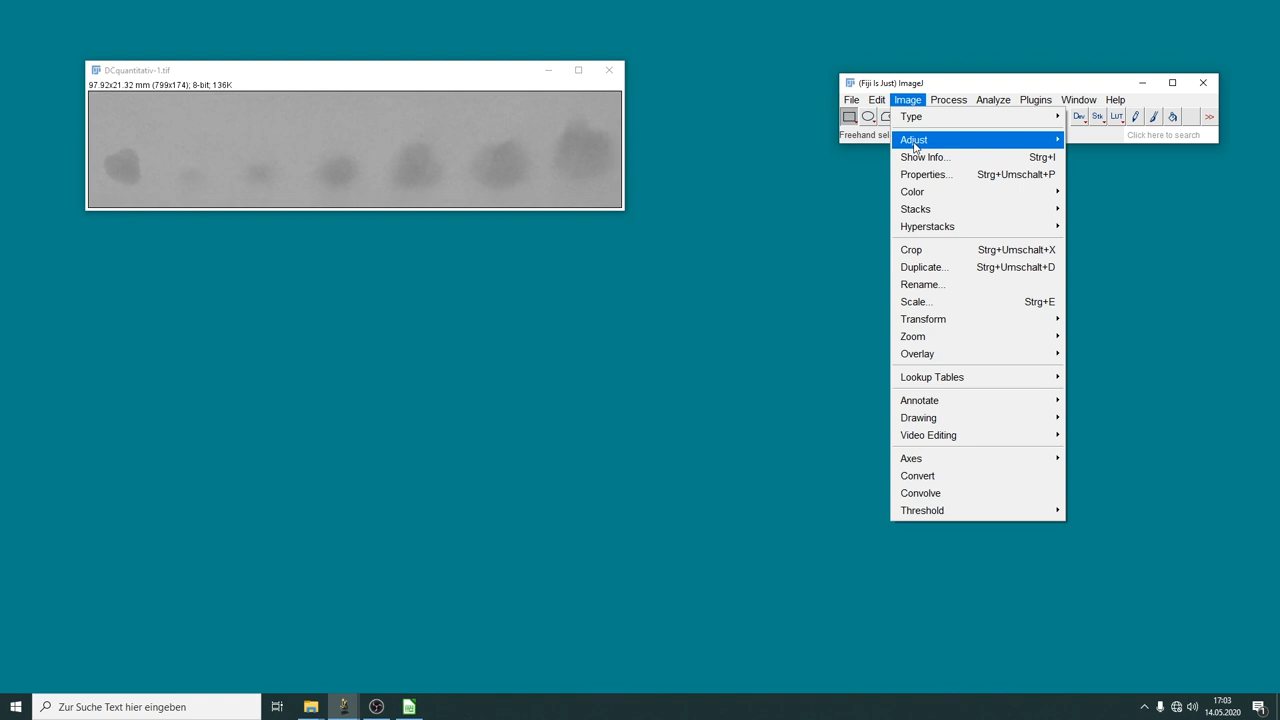 DCquantitativ-1.tif
97.92x21.32 mm (799x174); 8-bit; 136K
(Fiji Is Just) ImageJ
File Edit Image Process Analyze Plugins Window Help
Dev Stk LUT >>
Freehand sel
Click here to search
Type
Adjust
Show Info... Strg+I
Properties... Strg+Umschalt+P
Color
Stacks
Hyperstacks
Crop Strg+Umschalt+X
Duplicate... Strg+Umschalt+D
Rename...
Scale... Strg+E
Transform
Zoom
Overlay
Lookup Tables
Annotate
Drawing
Video Editing
Axes
Convert
Convolve
Threshold
Zur Suche Text hier eingeben
17:03
14.05.2020